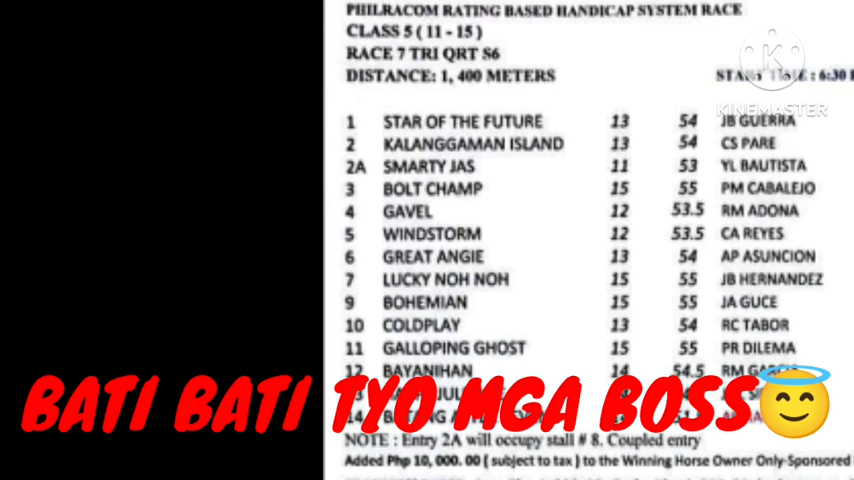 PHILRACOM RATING BASED HANDICAP SYSTEM RACE
CLASS 5 ( 11 - 15 )
RACE 7 TRI QRT S6
DISTANCE: 1, 400 METERS START TIME : 6:30
KINEMASTER
1 STAR OF THE FUTURE 13 54 JB GUERRA
2 KALANGGAMAN ISLAND 13 54 CS PARE
2A SMARTY JAS 11 53 YL BAUTISTA
3 BOLT CHAMP 15 55 PM CABALEJO
4 GAVEL 12 53.5 RM ADONA
5 WINDSTORM 12 53.5 CA REYES
6 GREAT ANGIE 13 54 AP ASUNCION
7 LUCKY NOH NOH 15 55 JB HERNANDEZ
9 BOHEMIAN 15 55 JA GUCE
10 COLDPLAY 13 54 RC TABOR
11 GALLOPING GHOST 15 55 PR DILEMA
12 BAYANIHAN 14 54.5 RM
14
BATI BATI TYO MGA BOSS😇
NOTE : Entry 2A will occupy stall # 8, Coupled entry
Added Php 10, 000. 00 ( subject to tax ) to the Winning Horse Owner Only-Sponsored